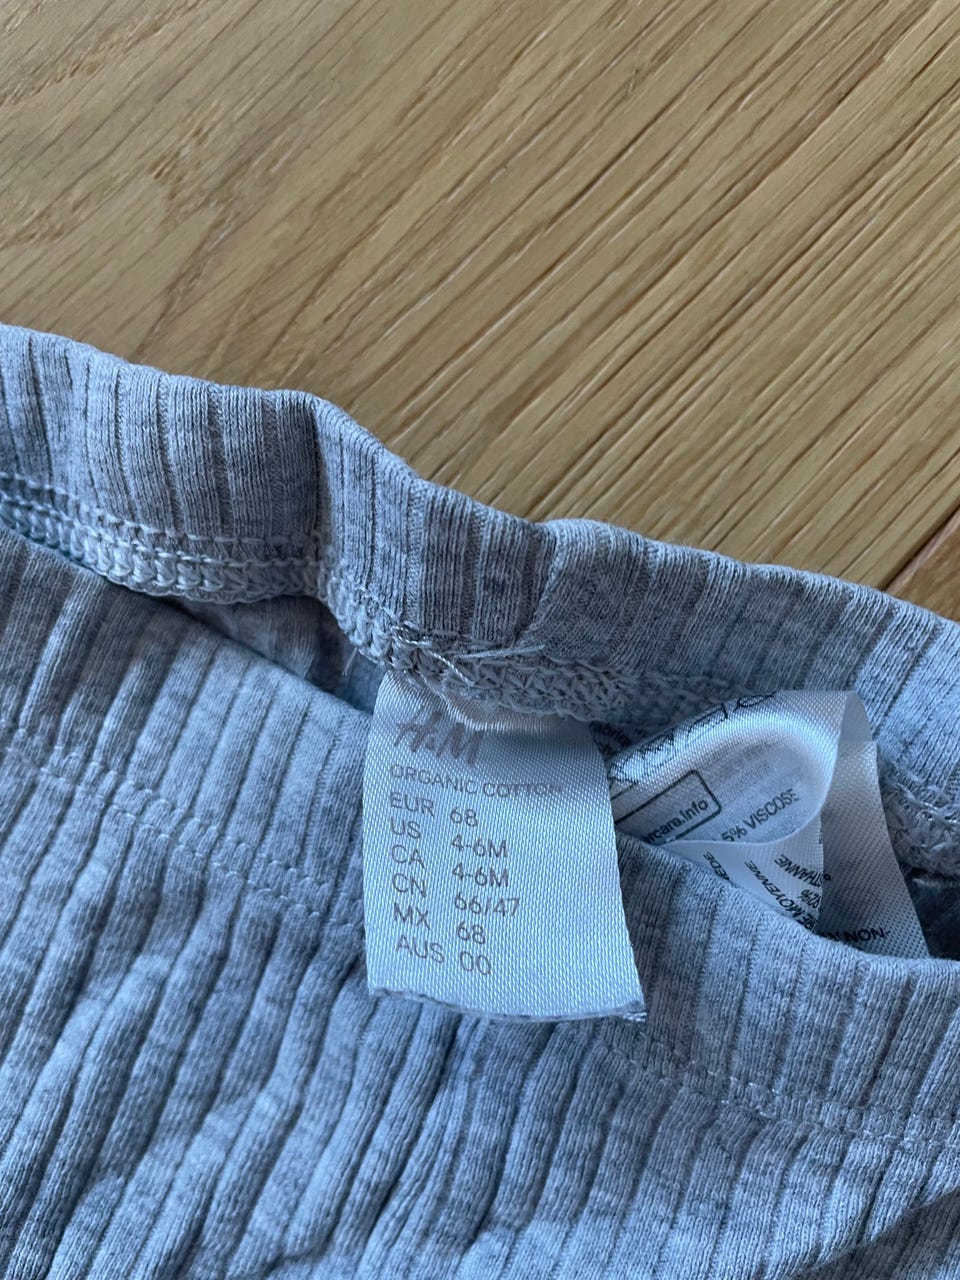 H&M
ORGANIC COTTON
EUR 68
US 4-6M
CA 4-6M
CN 66/47
MX 68
AUS 00
5% VISCOSE
MOYENNE